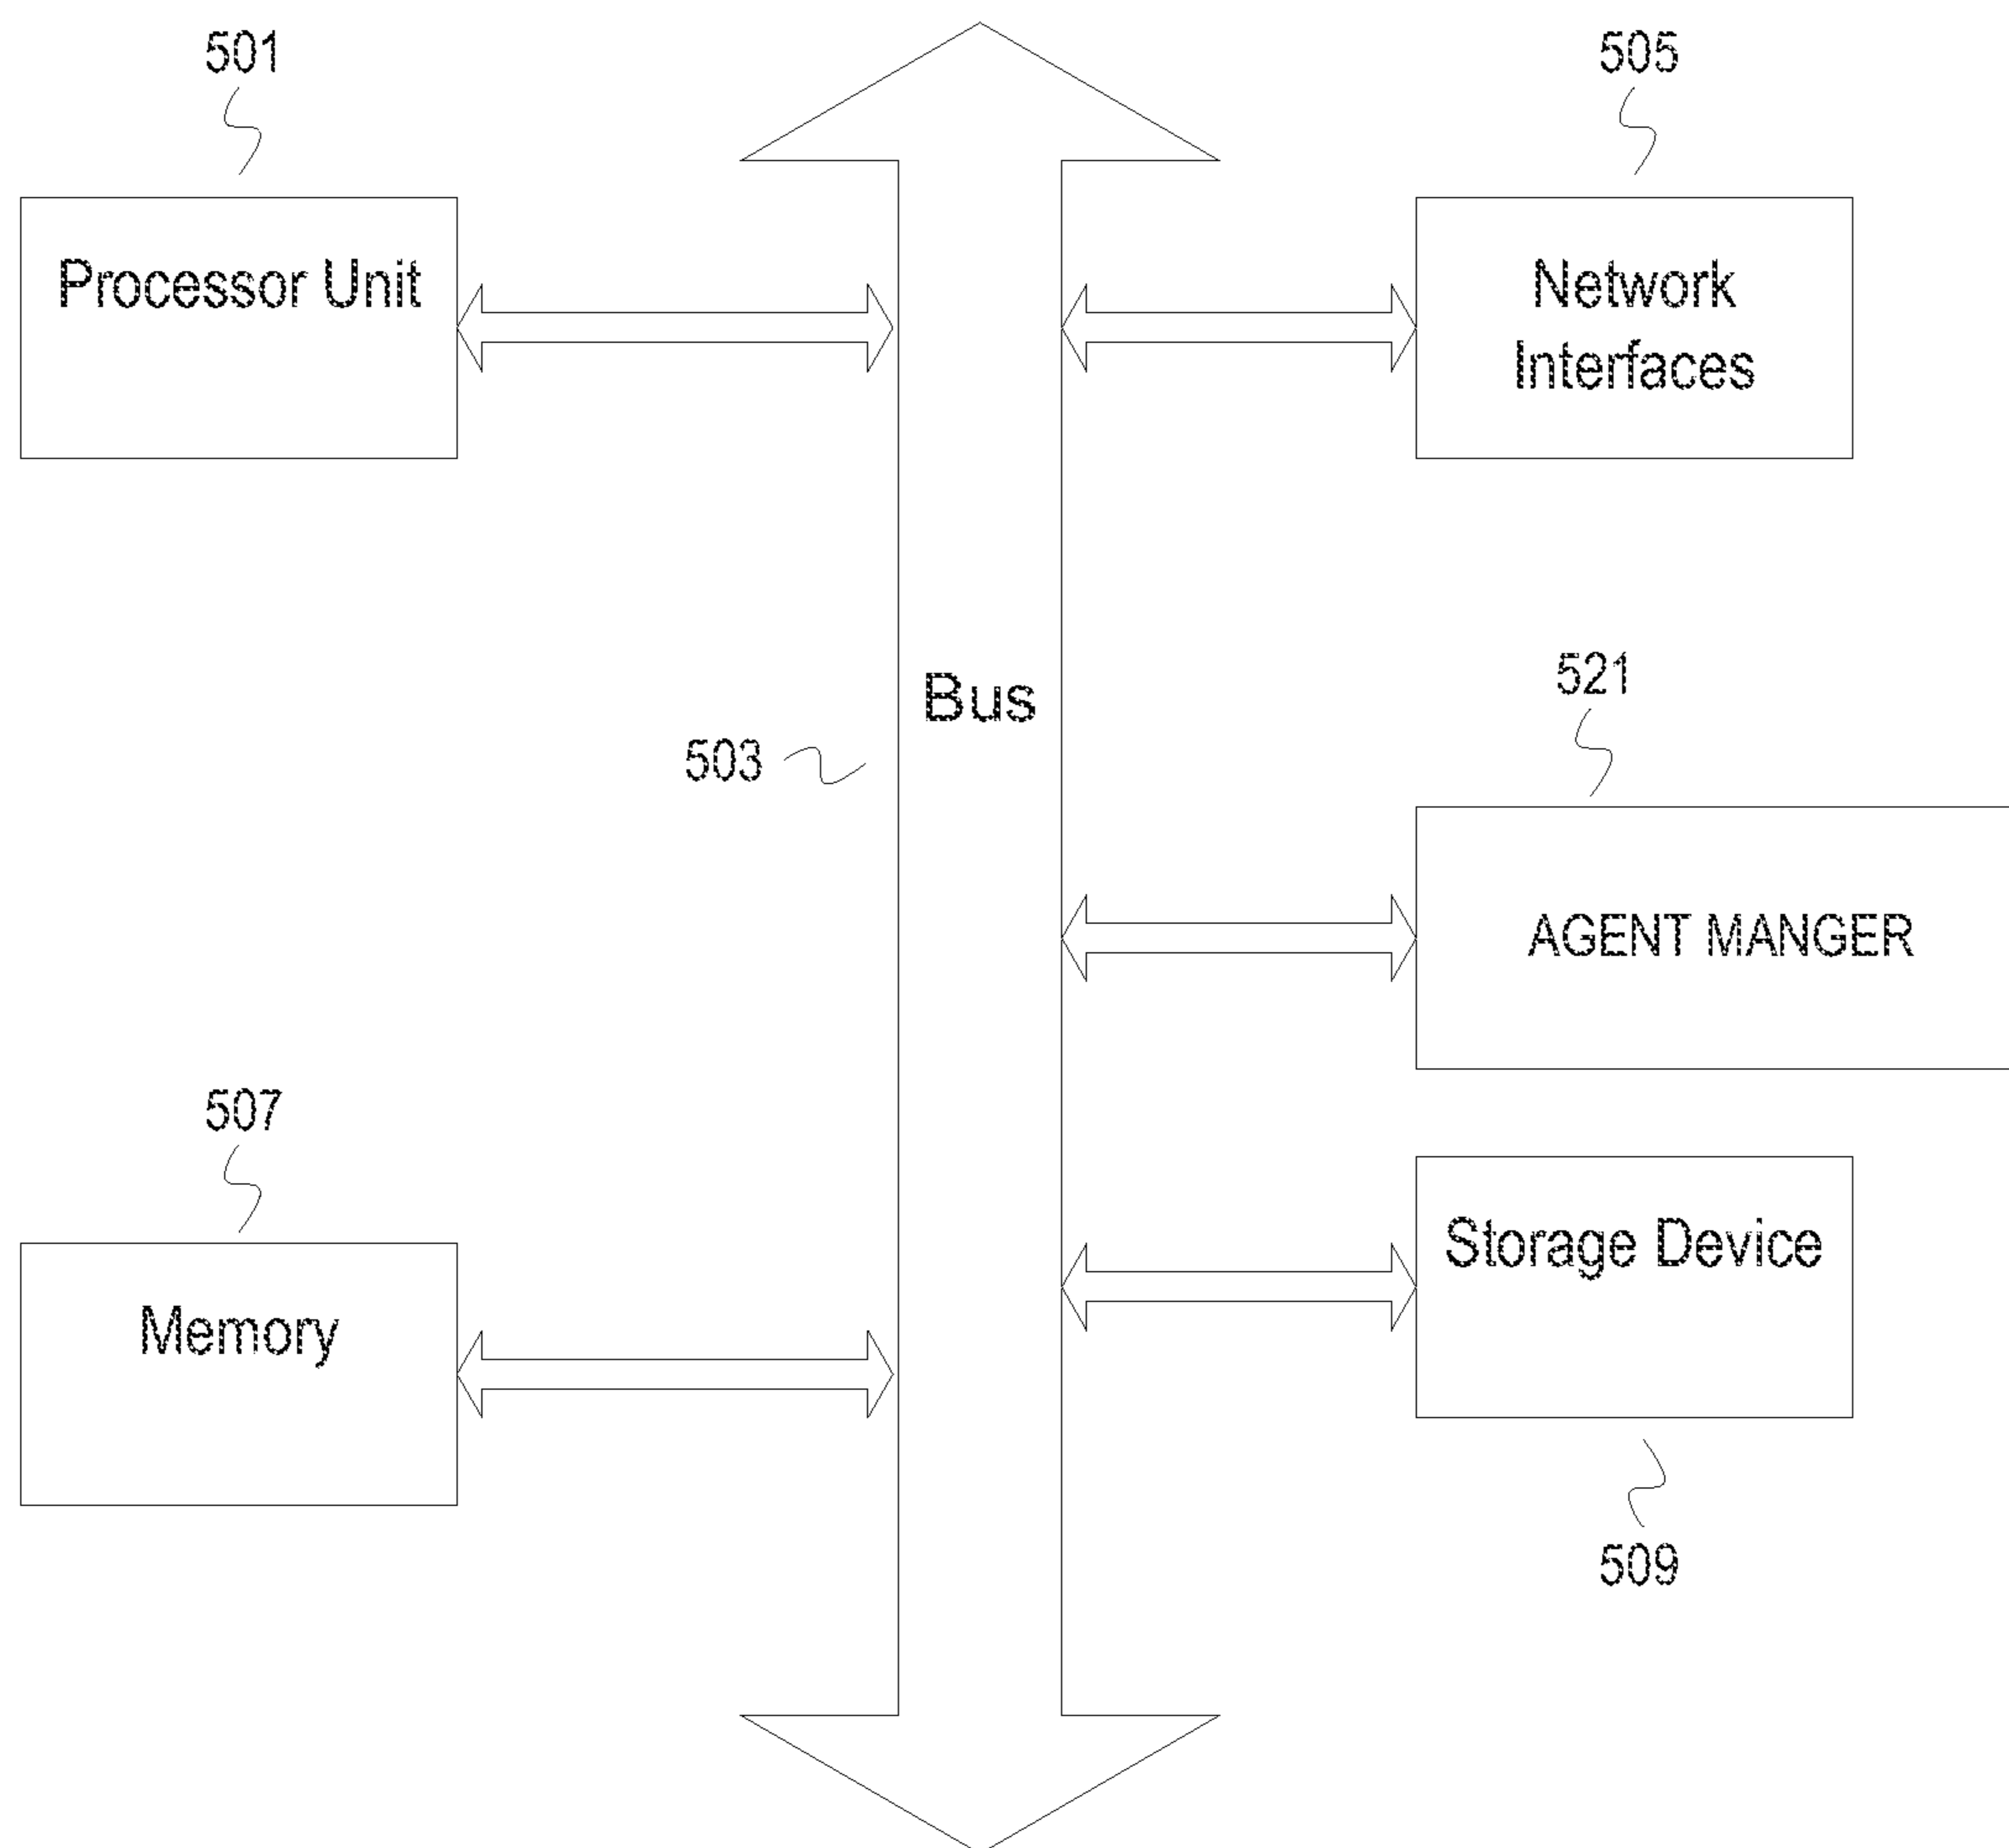 501
Processor Unit
505
Network
Interfaces
Bus
503
521
AGENT MANGER
507
Memory
Storage Device
509